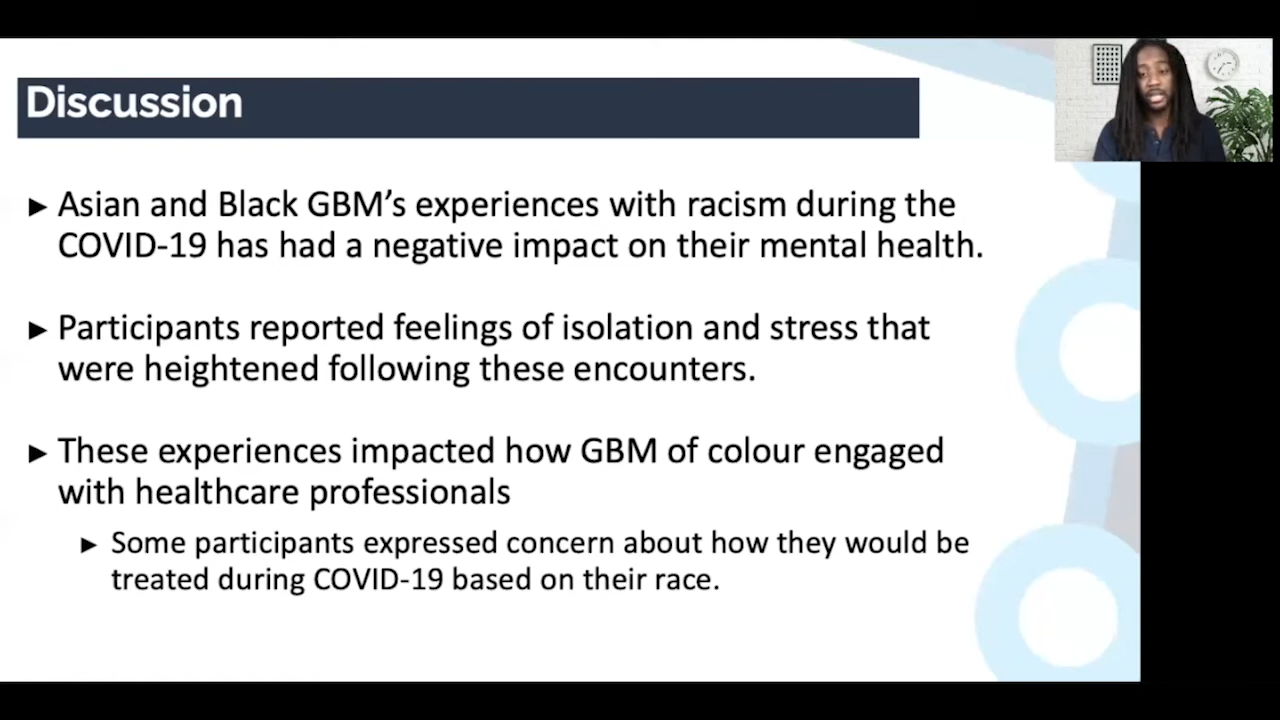 Discussion
► Asian and Black GBM’s experiences with racism during the
COVID-19 has had a negative impact on their mental health.
► Participants reported feelings of isolation and stress that
were heightened following these encounters.
► These experiences impacted how GBM of colour engaged
with healthcare professionals
► Some participants expressed concern about how they would be
treated during COVID-19 based on their race.